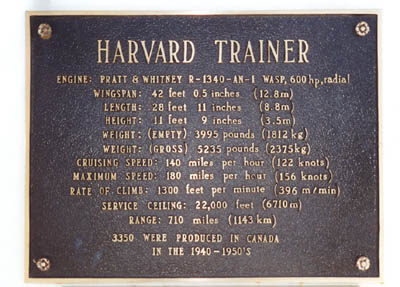 HARVARD TRAINER
ENGINE: PRATT & WHITNEY R-1340-AN-1 WASP, 600 hp, radial
WINGSPAN: 42 feet 0.5 inches (12.8m)
LENGTH: 28 feet 11 inches (8.8m)
HEIGHT: 11 feet 9 inches (3.5m)
WEIGHT: (EMPTY) 3995 pounds (1812 kg)
WEIGHT: (GROSS) 5235 pounds (2375kg)
CRUISING SPEED: 140 miles per hour (122 knots)
MAXIMUM SPEED: 180 miles per hour (156 knots)
RATE OF CLIMB: 1300 feet per minute (396 m/min)
SERVICE CEILING: 22,000 feet (6710m)
RANGE: 710 miles (1143 km)
3350 WERE PRODUCED IN CANADA
IN THE 1940-1950'S